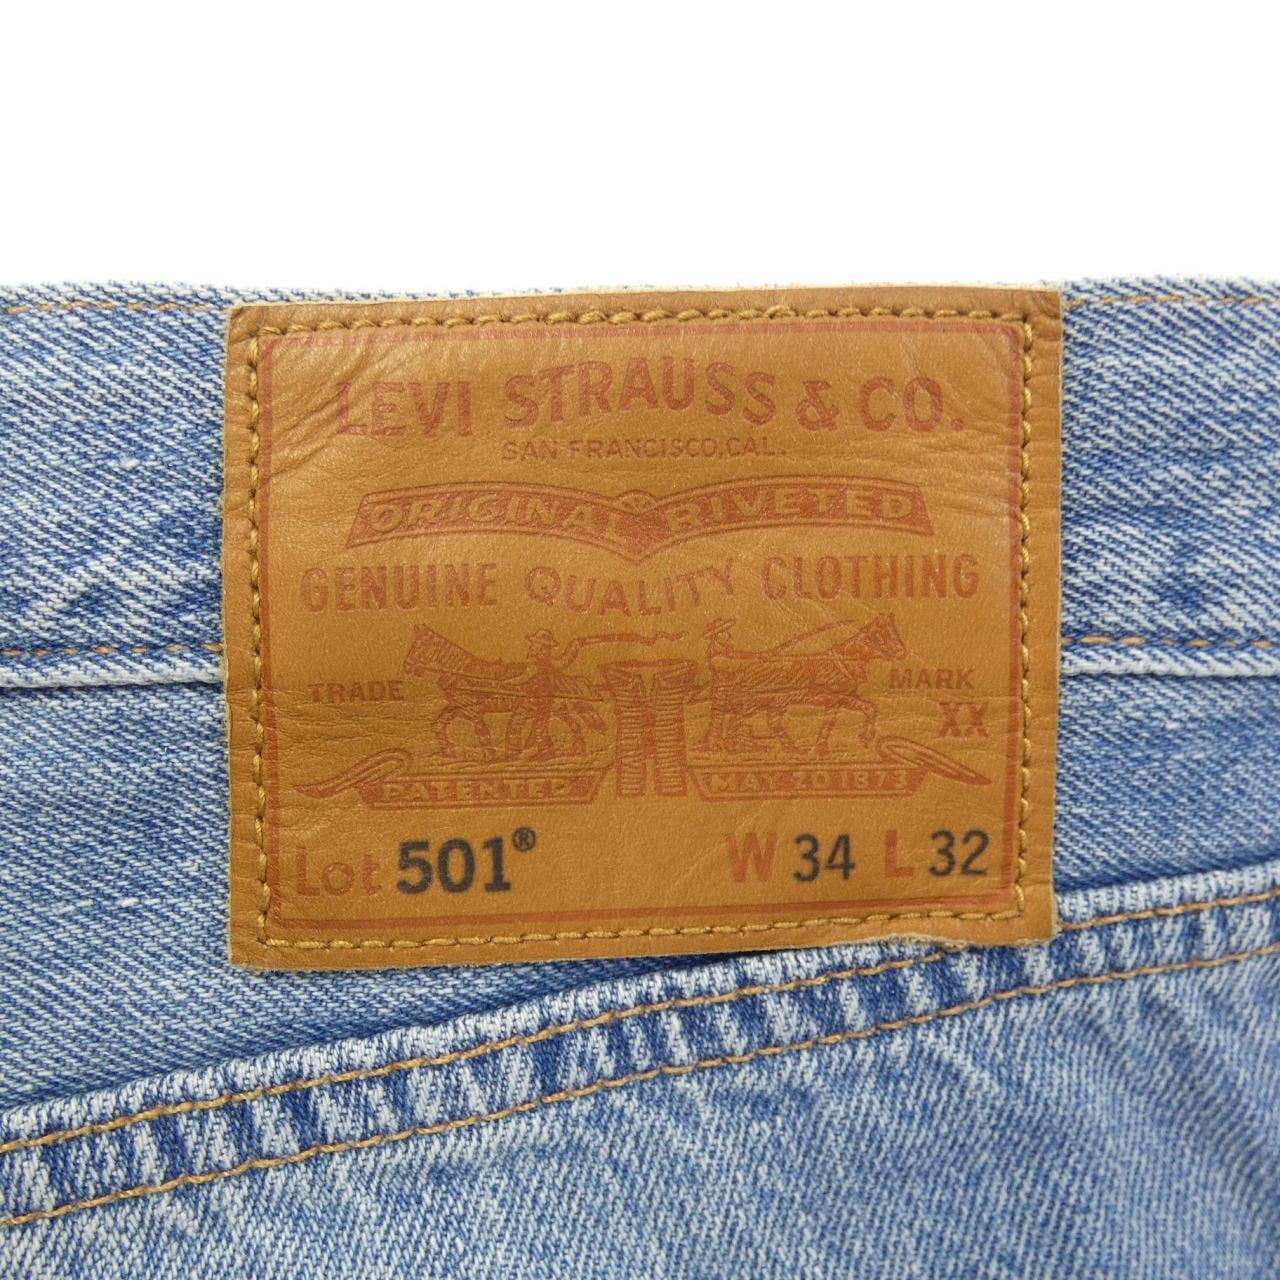 LEVI STRAUSS & CO.
SAN FRANCISCO, CAL.
ORIGINAL RIVETED
GENUINE QUALITY CLOTHING
TRADE MARK
XX
PATENTED MAY 20 1873
Lot 501® W 34 L 32